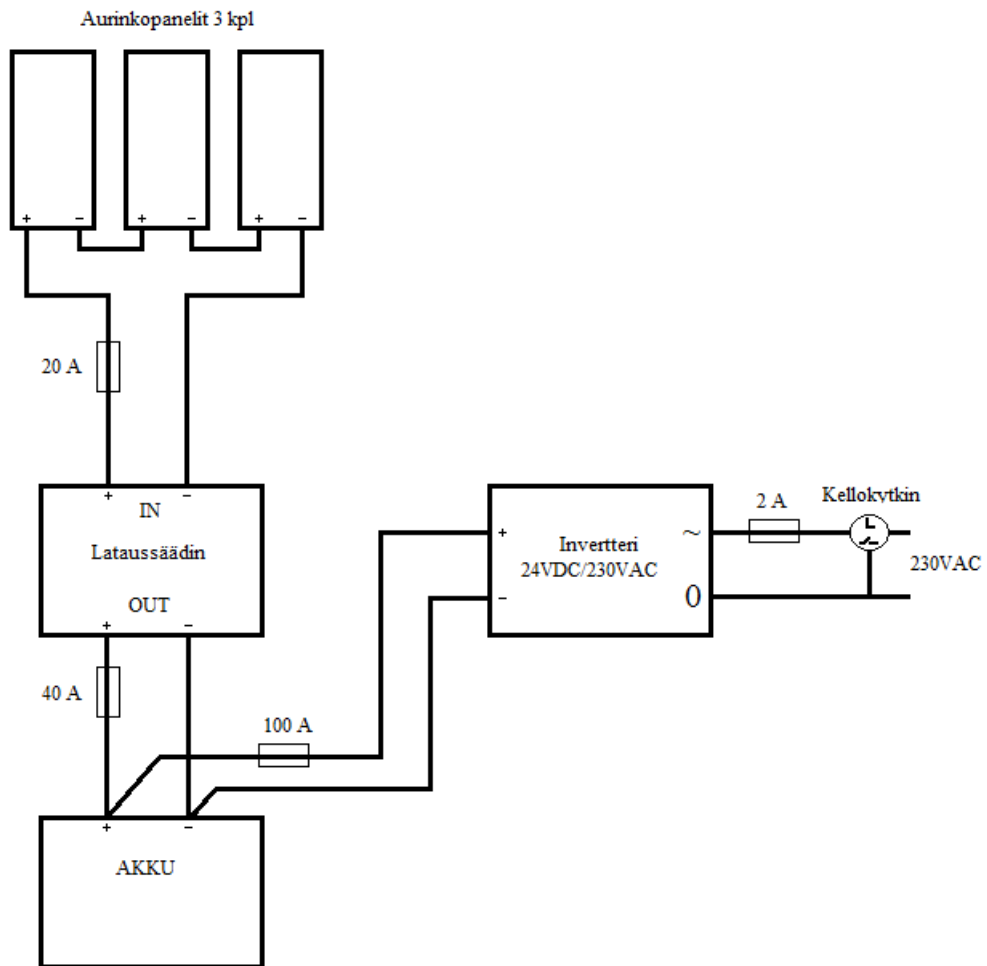 Aurinkopanelit 3 kpl
+ − + − + −
20 A
+ −
IN
Lataussäädin
OUT
+ −
40 A
100 A
+ −
AKKU
+
−
Invertteri
24VDC/230VAC
~
0
2 A
Kellokytkin
L
230VAC